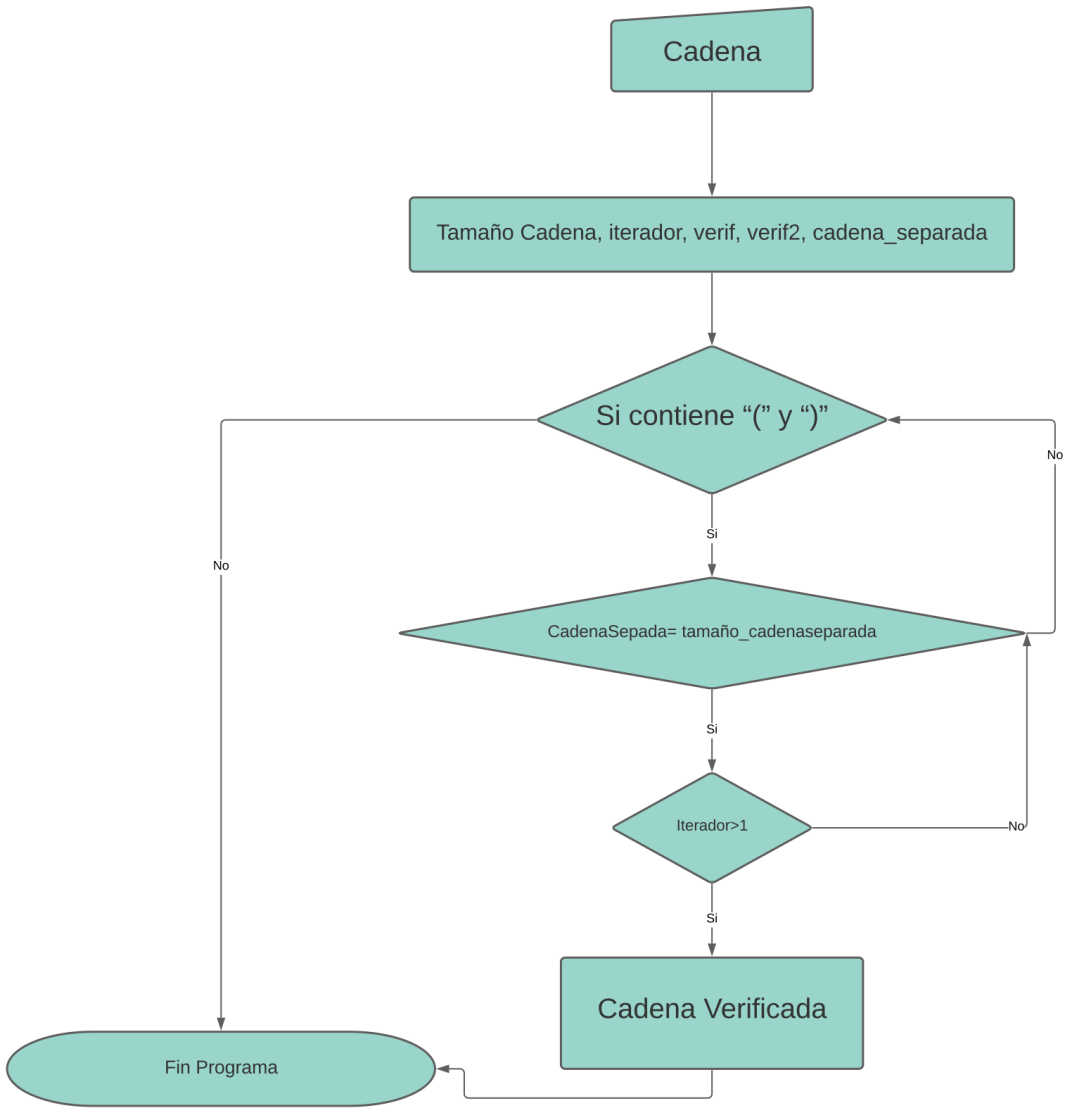 Cadena
Tamaño Cadena, iterador, verif, verif2, cadena_separada
Si contiene “(” y “)”
No
Si
No
CadenaSepada= tamaño_cadenaseparada
Si
Iterador>1
No
Si
Cadena Verificada
Fin Programa